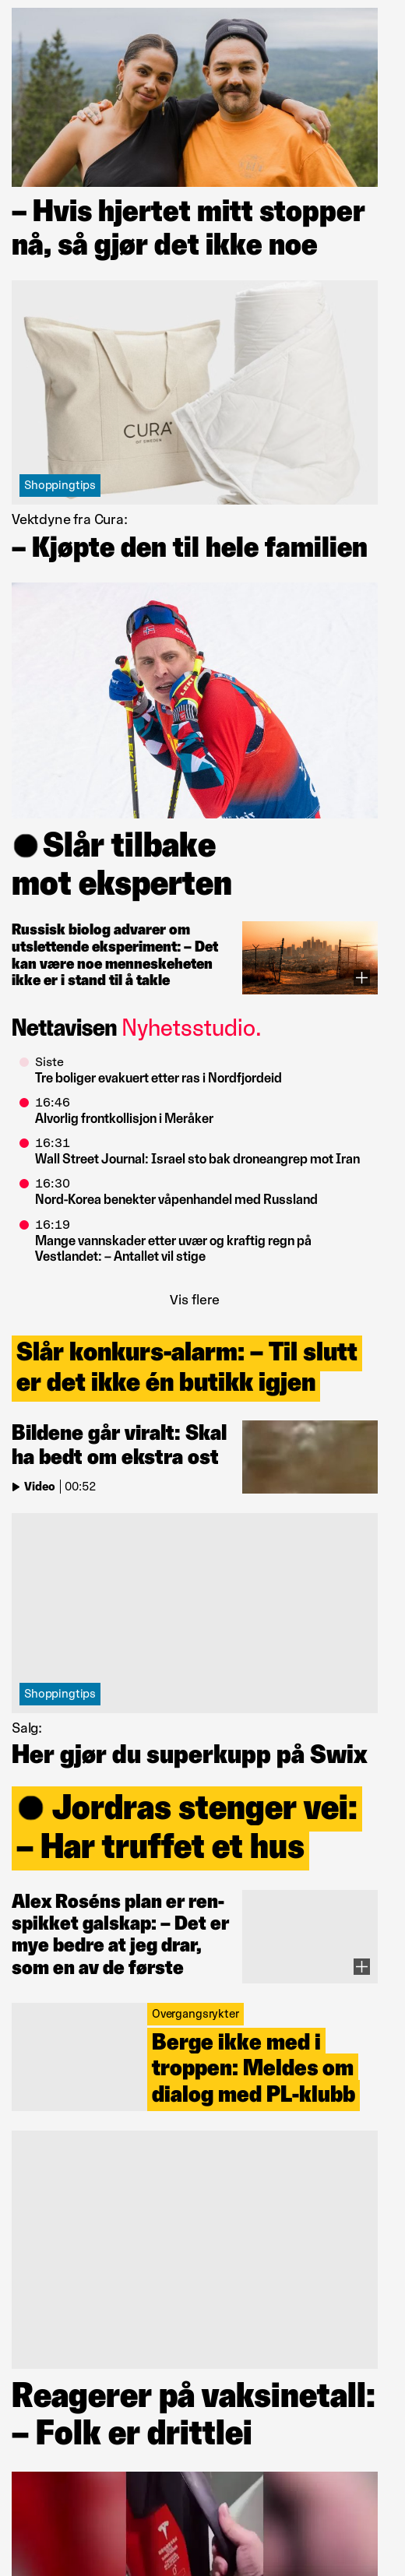 – Hvis hjertet mitt stopper
nå, så gjør det ikke noe
CURA
OF SWEDEN
Shoppingtips
Vektdyne fra Cura:
– Kjøpte den til hele familien
LEKI
Slår tilbake
mot eksperten
Russisk biolog advarer om
utslettende eksperiment: – Det
kan være noe menneskeheten
ikke er i stand til å takle
Nettavisen Nyhetsstudio.
Siste
Tre boliger evakuert etter ras i Nordfjordeid
16:46
Alvorlig frontkollisjon i Meråker
16:31
Wall Street Journal: Israel sto bak droneangrep mot Iran
16:30
Nord-Korea benekter våpenhandel med Russland
16:19
Mange vannskader etter uvær og kraftig regn på
Vestlandet: – Antallet vil stige
Vis flere
Slår konkurs-alarm: – Til slutt
er det ikke én butikk igjen
Bildene går viralt: Skal
ha bedt om ekstra ost
Video 00:52
Shoppingtips
Salg:
Her gjør du superkupp på Swix
Jordras stenger vei:
– Har truffet et hus
Alex Roséns plan er ren-
spikket galskap: – Det er
mye bedre at jeg drar,
som en av de første
Overgangsrykter
Berge ikke med i
troppen: Meldes om
dialog med PL-klubb
Reagerer på vaksinetall:
– Folk er drittlei